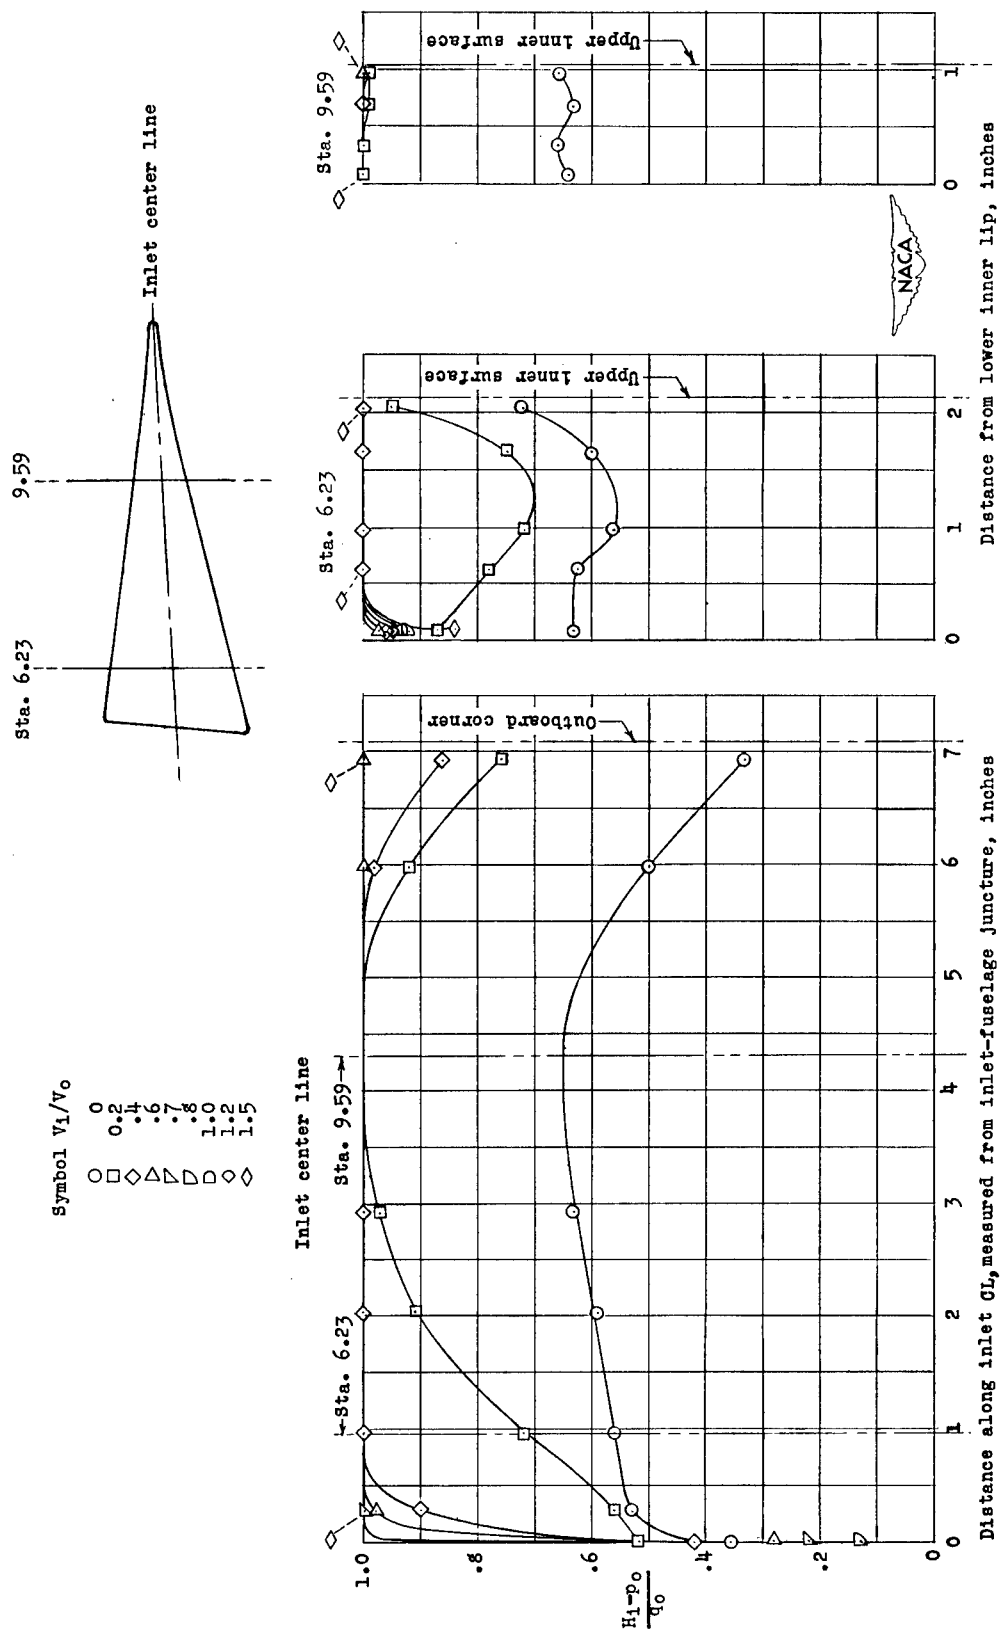 Sta. 6.23
9.59
Inlet center line
Symbol V₁/V₀
0
0.2
.4
.6
.7
.8
1.0
1.2
1.5
Inlet center line
Sta. 6.23
Sta. 9.59
Outboard corner
1.0
.8
.6
.4
.2
0
H₁-p₀
q₀
0 1 2 3 4 5 6 7
Distance along inlet CL, measured from inlet-fuselage juncture, inches
Sta. 6.23
Upper inner surface
0 1 2
Sta. 9.59
Upper inner surface
0 1
NACA
Distance from lower inner lip, inches